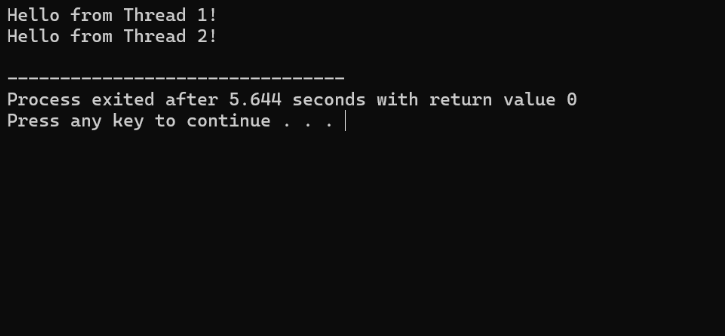 Hello from Thread 1!
Hello from Thread 2!
--------------------------------
Process exited after 5.644 seconds with return value 0
Press any key to continue . . .